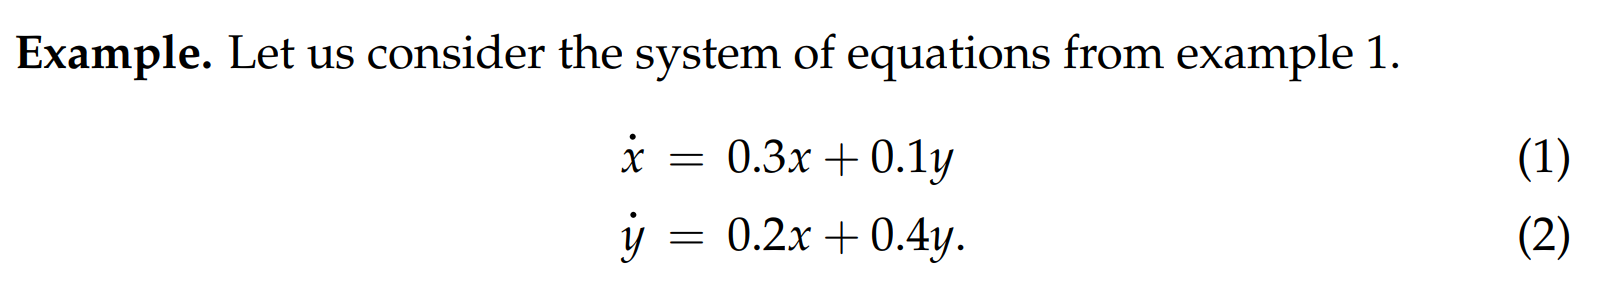 Example. Let us consider the system of equations from example 1.
ẋ = 0.3x + 0.1y (1)
ẏ = 0.2x + 0.4y. (2)